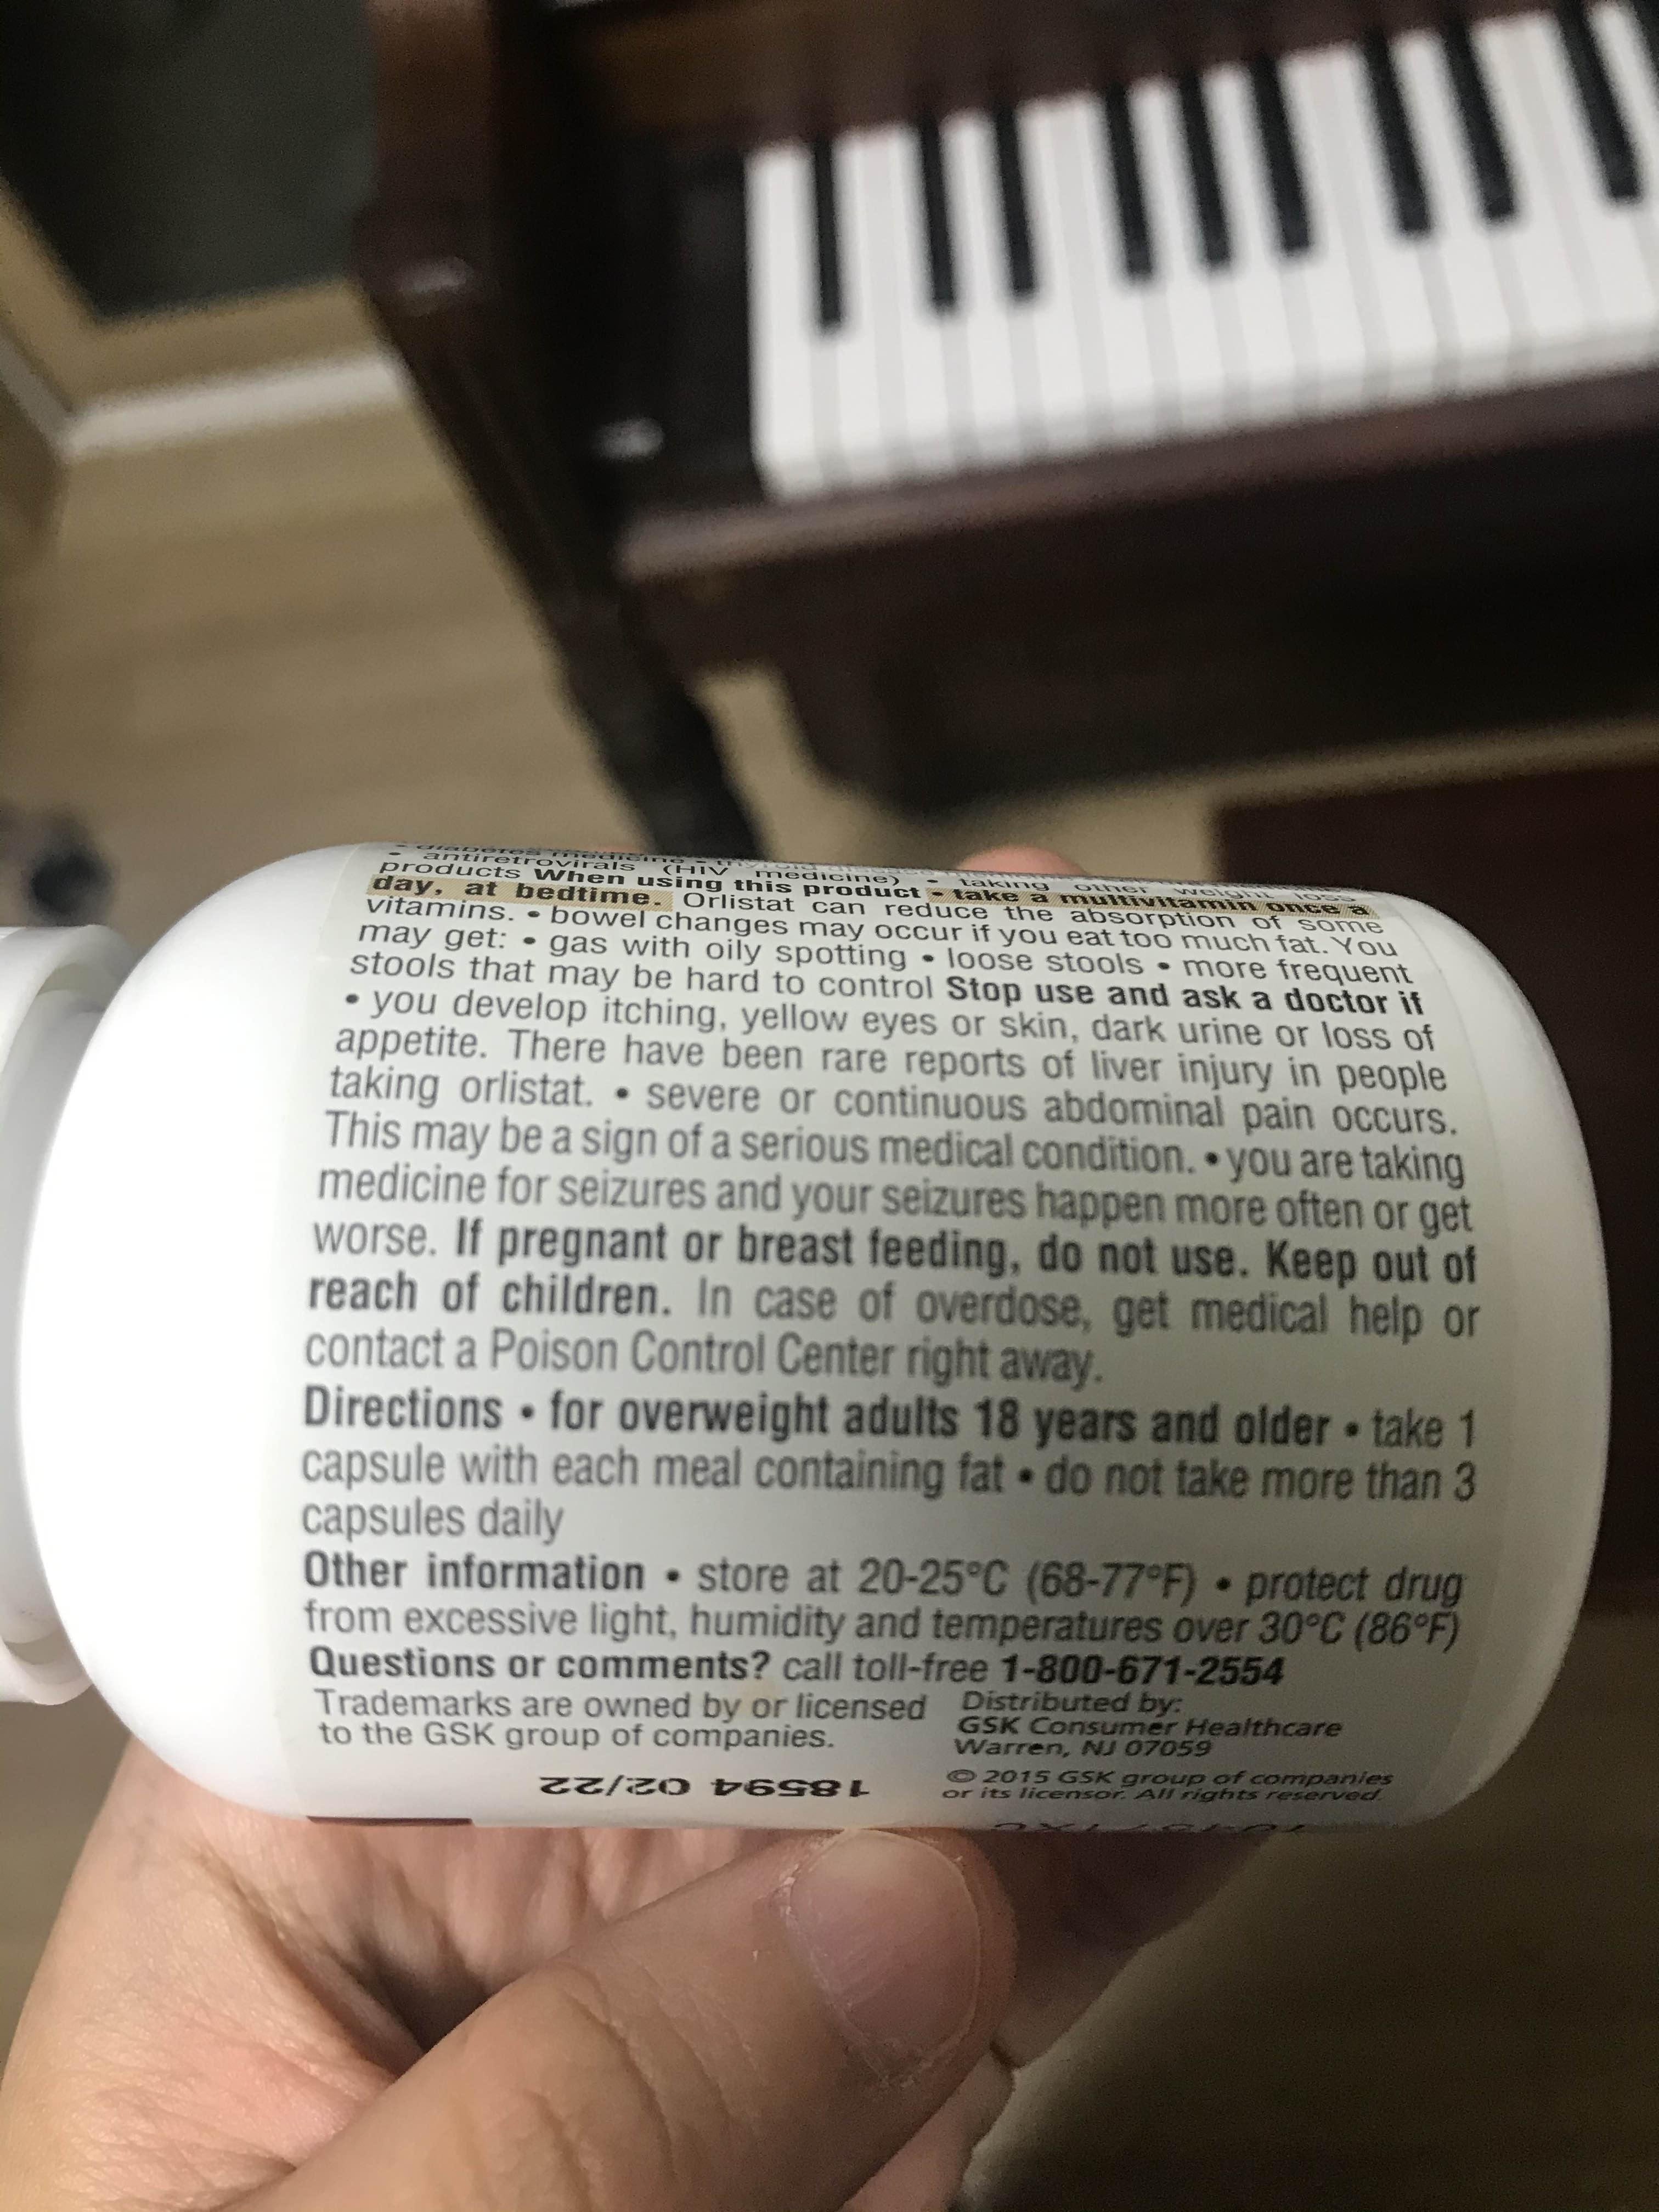 • diabetes medicine •
• antiretrovirals (HIV medicine) • taking other weight loss
products When using this product • take a multivitamin once a
day, at bedtime. Orlistat can reduce the absorption of some
vitamins. • bowel changes may occur if you eat too much fat. You
may get: • gas with oily spotting • loose stools • more frequent
stools that may be hard to control Stop use and ask a doctor if
• you develop itching, yellow eyes or skin, dark urine or loss of
appetite. There have been rare reports of liver injury in people
taking orlistat. • severe or continuous abdominal pain occurs.
This may be a sign of a serious medical condition. • you are taking
medicine for seizures and your seizures happen more often or get
worse. If pregnant or breast feeding, do not use. Keep out of
reach of children. In case of overdose, get medical help or
contact a Poison Control Center right away.
Directions • for overweight adults 18 years and older • take 1
capsule with each meal containing fat • do not take more than 3
capsules daily
Other information • store at 20-25°C (68-77°F) • protect drug
from excessive light, humidity and temperatures over 30°C (86°F)
Questions or comments? call toll-free 1-800-671-2554
Trademarks are owned by or licensed
to the GSK group of companies.
Distributed by:
GSK Consumer Healthcare
Warren, NJ 07059
© 2015 GSK group of companies
or its licensor. All rights reserved.
18594 02/22